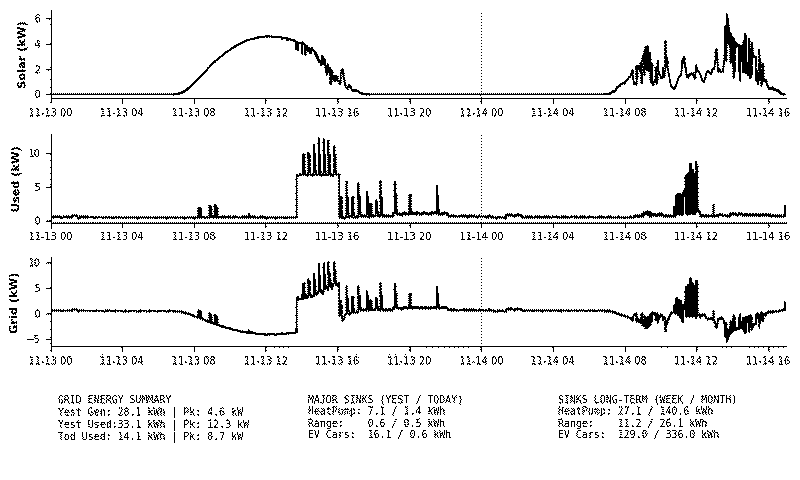 Solar (kW)
6
4
2
0
11-13 00 11-13 04 11-13 08 11-13 12 11-13 16 11-13 20 11-14 00 11-14 04 11-14 08 11-14 12 11-14 16
Used (kW)
10
5
0
11-13 00 11-13 04 11-13 08 11-13 12 11-13 16 11-13 20 11-14 00 11-14 04 11-14 08 11-14 12 11-14 16
Grid (kW)
10
5
0
−5
11-13 00 11-13 04 11-13 08 11-13 12 11-13 16 11-13 20 11-14 00 11-14 04 11-14 08 11-14 12 11-14 16
GRID ENERGY SUMMARY
Yest Gen: 28.1 kWh | Pk: 4.6 kW
Yest Used:33.1 kWh | Pk: 12.3 kW
Tod Used: 14.1 kWh | Pk: 8.7 kW
MAJOR SINKS (YEST / TODAY)
HeatPump: 7.1 / 1.4 kWh
Range: 0.6 / 0.5 kWh
EV Cars: 16.1 / 0.6 kWh
SINKS LONG-TERM (WEEK / MONTH)
HeatPump: 27.1 / 140.6 kWh
Range: 11.2 / 26.1 kWh
EV Cars: 129.0 / 336.0 kWh